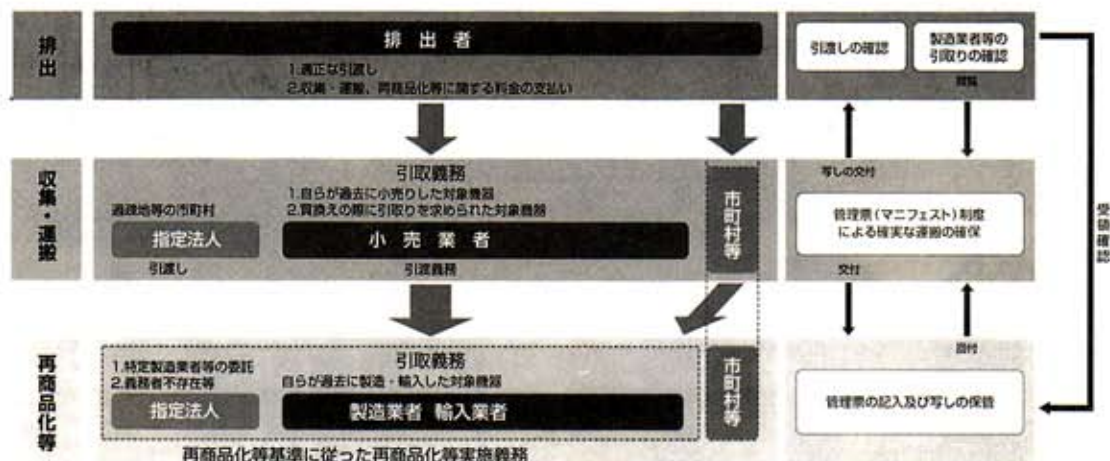 排出
排出者
1.適正な引渡し
2.収集・運搬、再商品化等に関する料金の支払い
引渡しの確認
製造業者等の
引取りの確認
閲覧
収集・運搬
引取義務
1.自らが過去に小売りした対象機器
2.買換えの際に引取りを求められた対象機器
過疎地等の市町村
指定法人
小売業者
引渡し
引渡義務
市町村等
写しの交付
管理票(マニフェスト)制度
による確実な運搬の確保
交付
受領確認
再商品化等
1.特定製造業者等の委託
2.義務者不存在等
引取義務
自らが過去に製造・輸入した対象機器
指定法人
製造業者 輸入業者
市町村等
回付
管理票の記入及び写しの保管
再商品化等基準に従った再商品化等実施義務